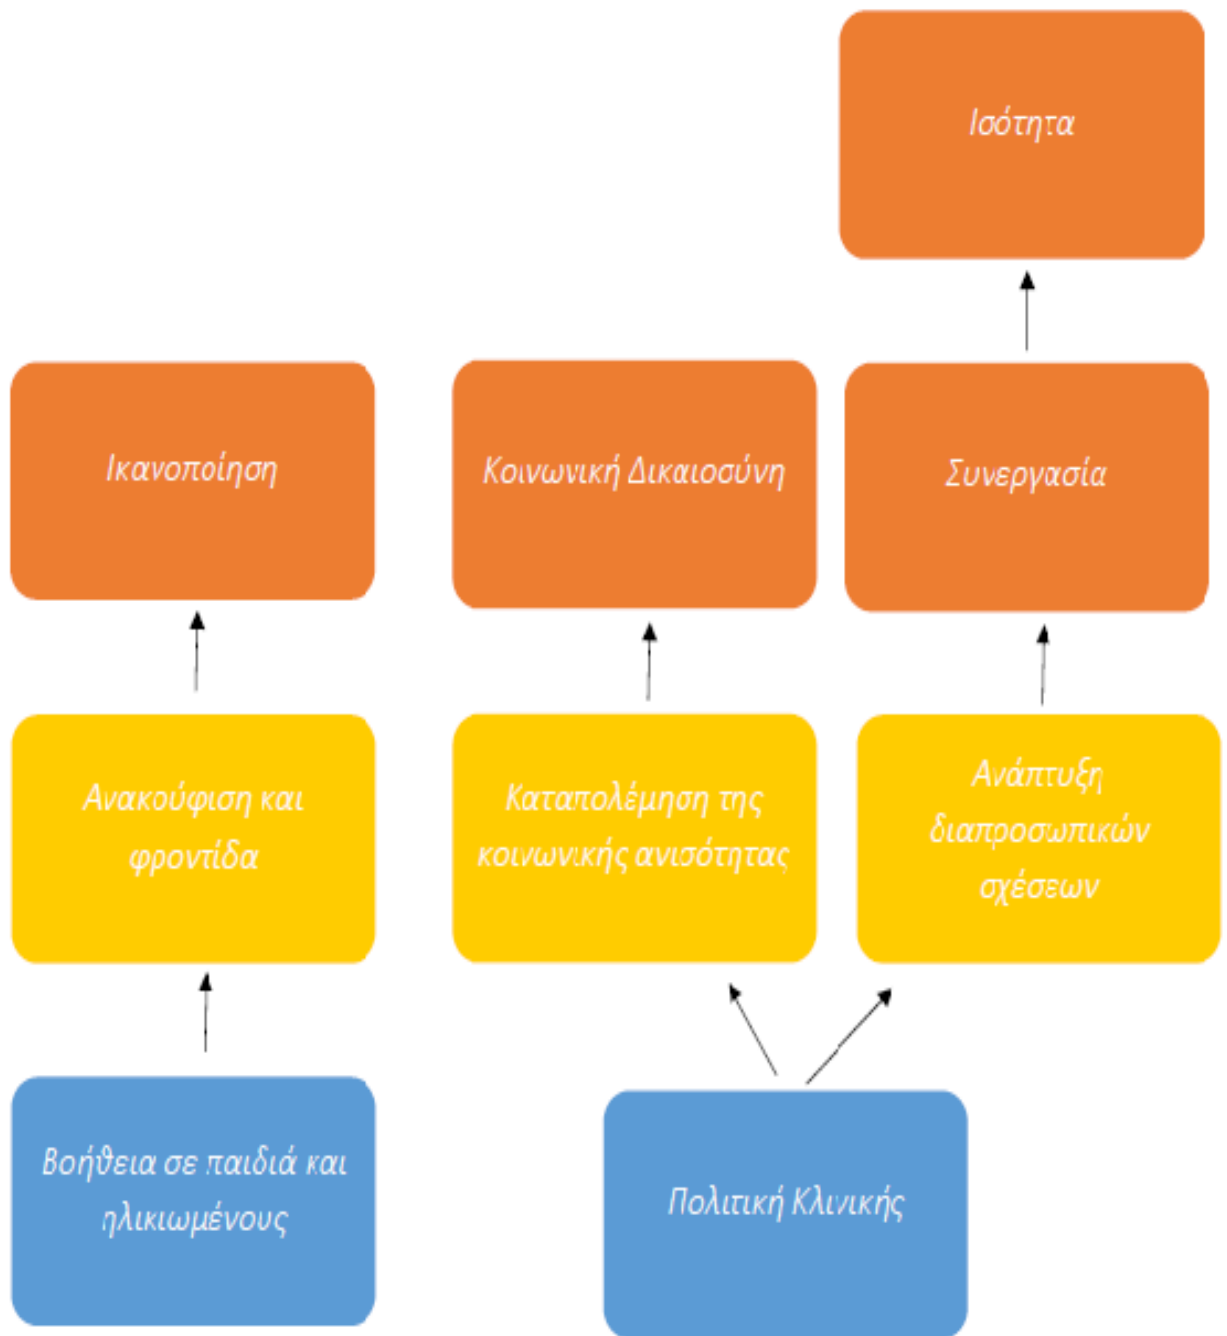 Ισότητα
Ικανοποίηση
Κοινωνική Δικαιοσύνη
Συνεργασία
Ανακούφιση και
φροντίδα
Καταπολέμηση της
κοινωνικής ανισότητας
Ανάπτυξη
διαπροσωπικών
σχέσεων
Βοήθεια σε παιδιά και
ηλικιωμένους
Πολιτική Κλινικής